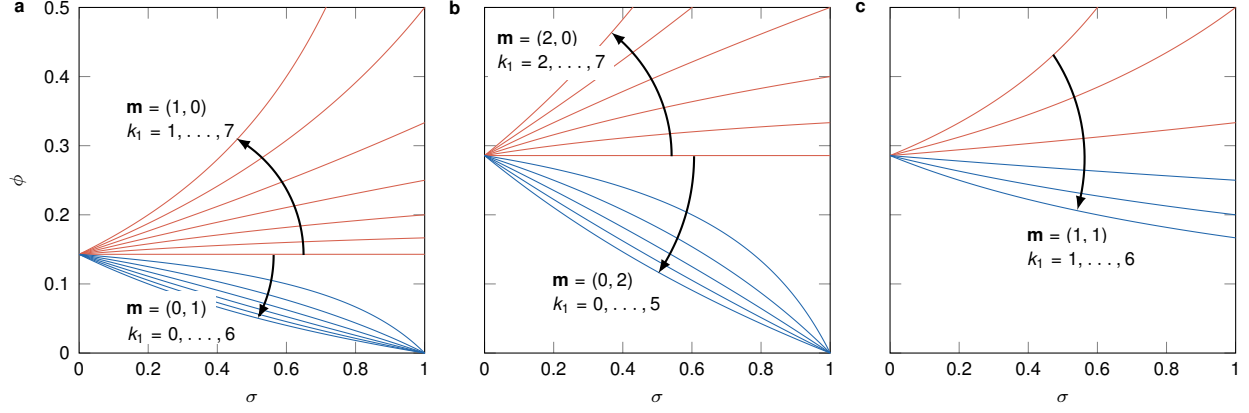 a
0.5
0.4
0.3
0.2
0.1
0
ϕ
m = (1, 0)
k₁ = 1, . . . , 7
m = (0, 1)
k₁ = 0, . . . , 6
0 0.2 0.4 0.6 0.8 1
σ
b
m = (2, 0)
k₁ = 2, . . . , 7
m = (0, 2)
k₁ = 0, . . . , 5
0 0.2 0.4 0.6 0.8 1
σ
c
m = (1, 1)
k₁ = 1, . . . , 6
0 0.2 0.4 0.6 0.8 1
σ